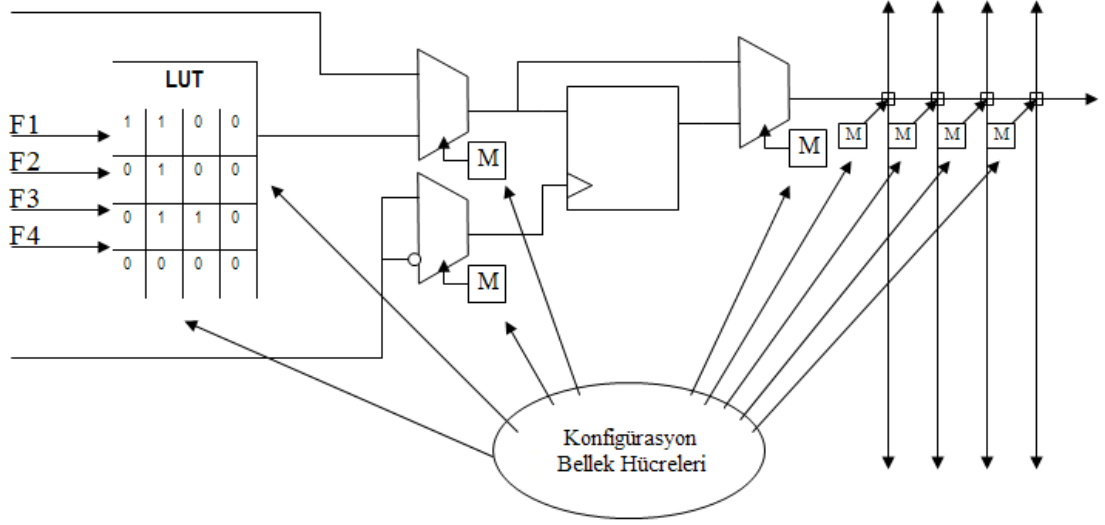 LUT
F1
F2
F3
F4
1 1 0 0
0 1 0 0
0 1 1 0
0 0 0 0
M
M
M
M
M
M
M
Konfigürasyon
Bellek Hücreleri